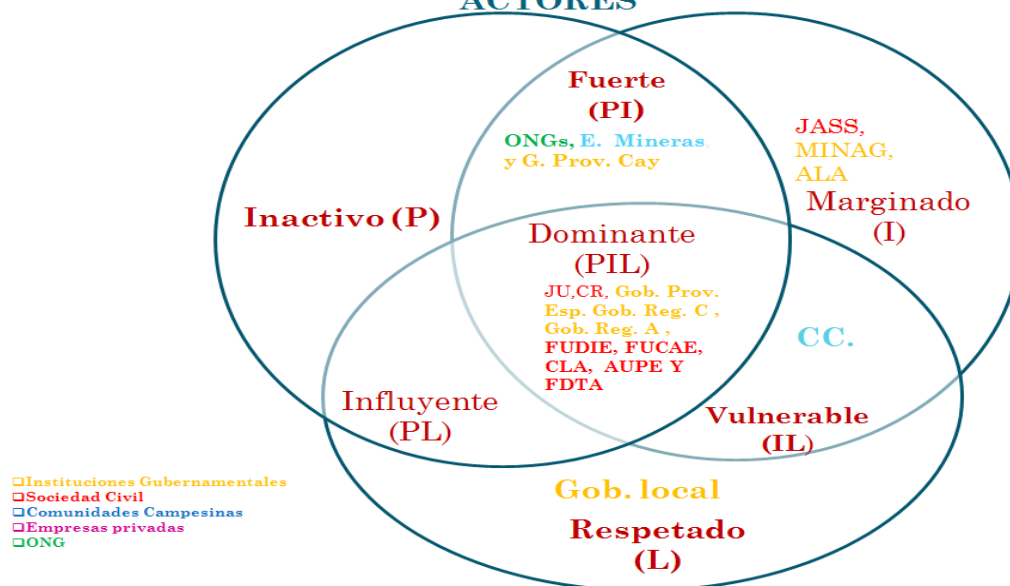 ACTORES
Fuerte
(PI)
ONGs, E. Mineras
y G. Prov. Cay
JASS,
MINAG,
ALA
Marginado
(I)
Inactivo (P)
Dominante
(PIL)
JU,CR, Gob. Prov.
Esp. Gob. Reg. C ,
Gob. Reg. A ,
FUDIE, FUCAE,
CLA, AUPE Y
FDTA
CC.
Influyente
(PL)
Vulnerable
(IL)
Gob. local
Respetado
(L)
❑Instituciones Gubernamentales
❑Sociedad Civil
❑Comunidades Campesinas
❑Empresas privadas
❑ONG